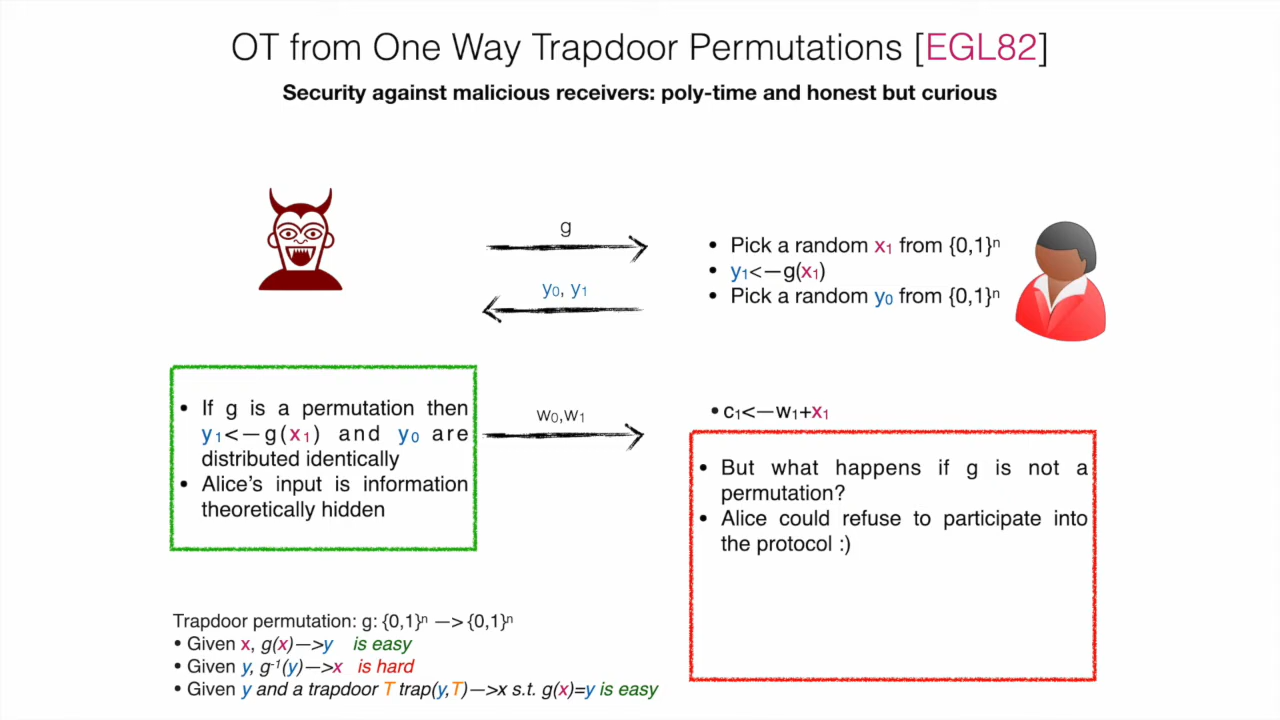 OT from One Way Trapdoor Permutations [EGL82]
Security against malicious receivers: poly-time and honest but curious
g
y₀, y₁
• Pick a random x₁ from {0,1}ⁿ
• y₁<—g(x₁)
• Pick a random y₀ from {0,1}ⁿ
• If g is a permutation then
y₁<—g(x₁) and y₀ are
distributed identically
• Alice's input is information
theoretically hidden
w₀,w₁
• c₁<—w₁+x₁
• But what happens if g is not a
permutation?
• Alice could refuse to participate into
the protocol :)
Trapdoor permutation: g: {0,1}ⁿ —> {0,1}ⁿ
• Given x, g(x)—>y is easy
• Given y, g⁻¹(y)—>x is hard
• Given y and a trapdoor T trap(y,T)—>x s.t. g(x)=y is easy